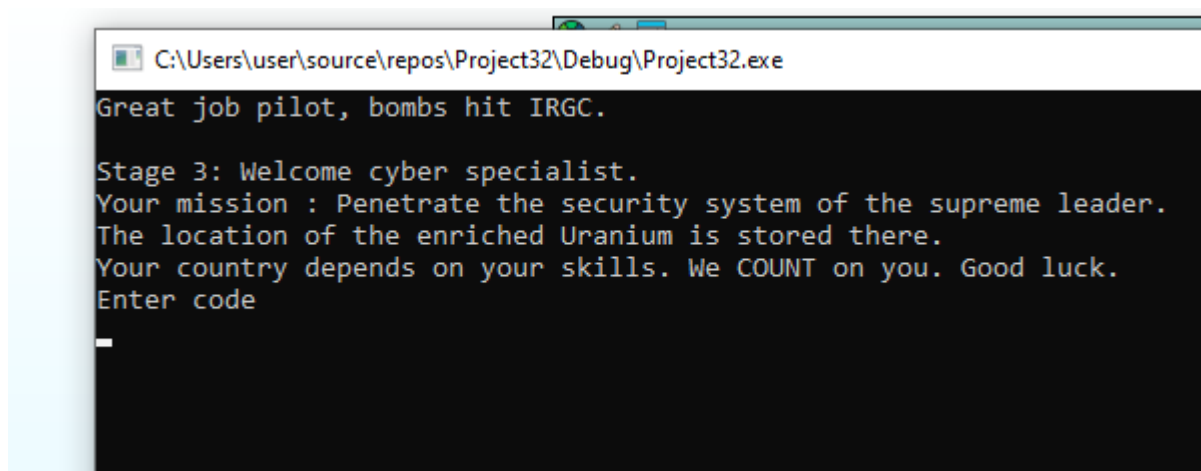 C:\Users\user\source\repos\Project32\Debug\Project32.exe
Great job pilot, bombs hit IRGC.
Stage 3: Welcome cyber specialist.
Your mission : Penetrate the security system of the supreme leader.
The location of the enriched Uranium is stored there.
Your country depends on your skills. We COUNT on you. Good luck.
Enter code